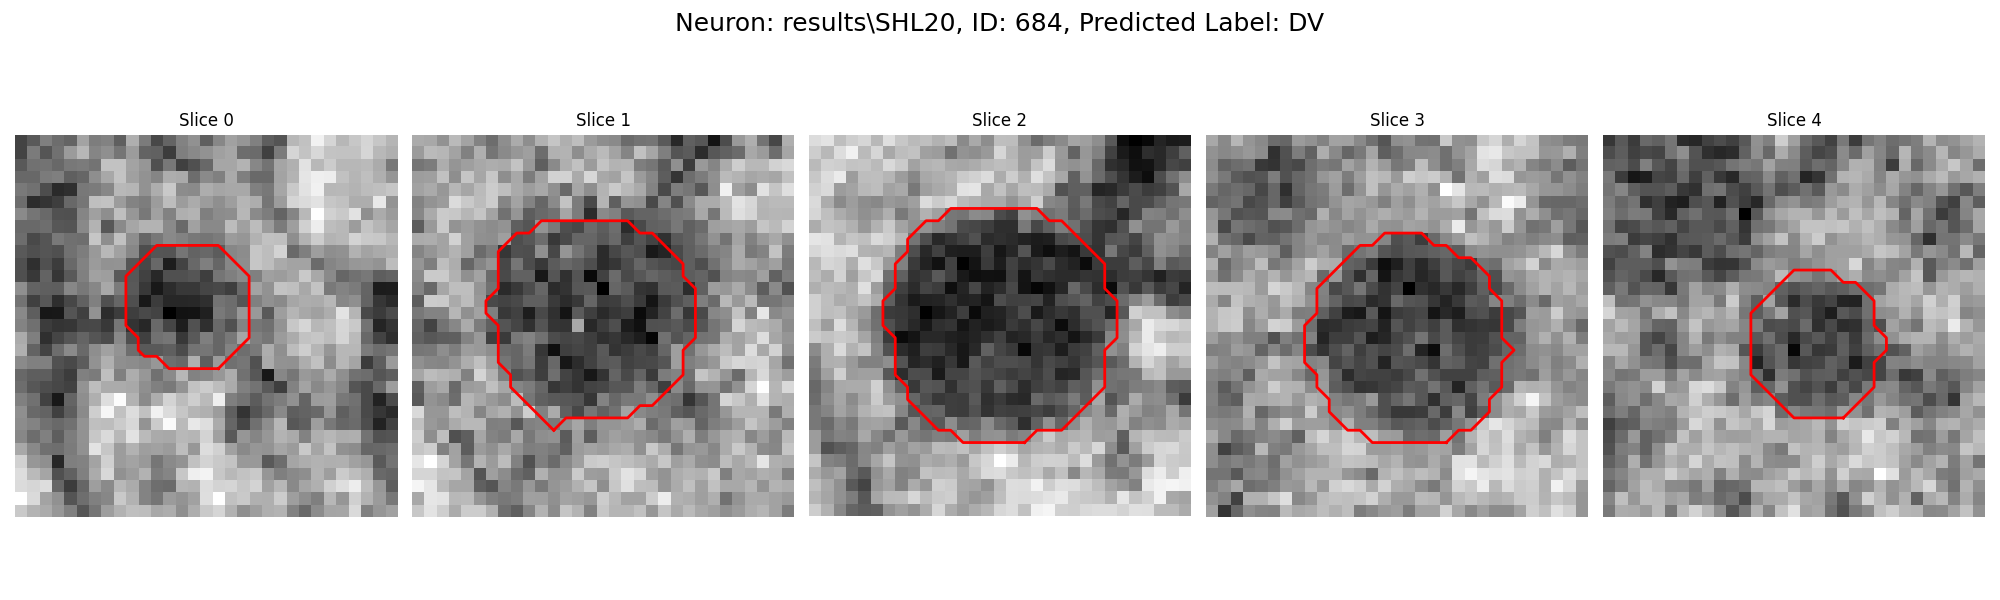 Neuron: results\SHL20, ID: 684, Predicted Label: DV
Slice 0
Slice 1
Slice 2
Slice 3
Slice 4